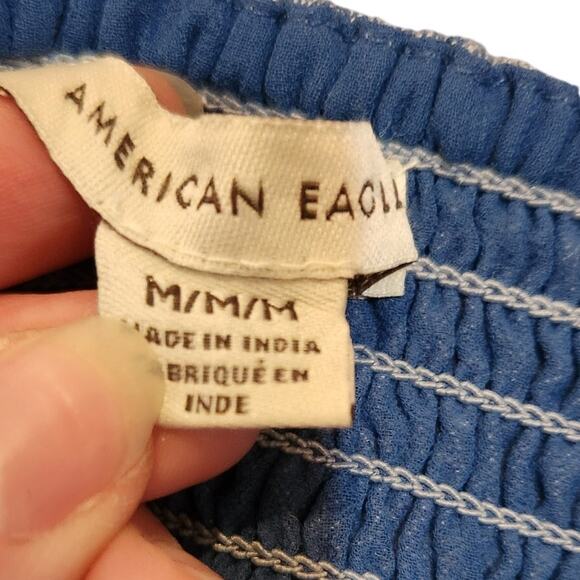 AMERICAN EAGLE
M/M/M
MADE IN INDIA
FABRIQUÉ EN
INDE